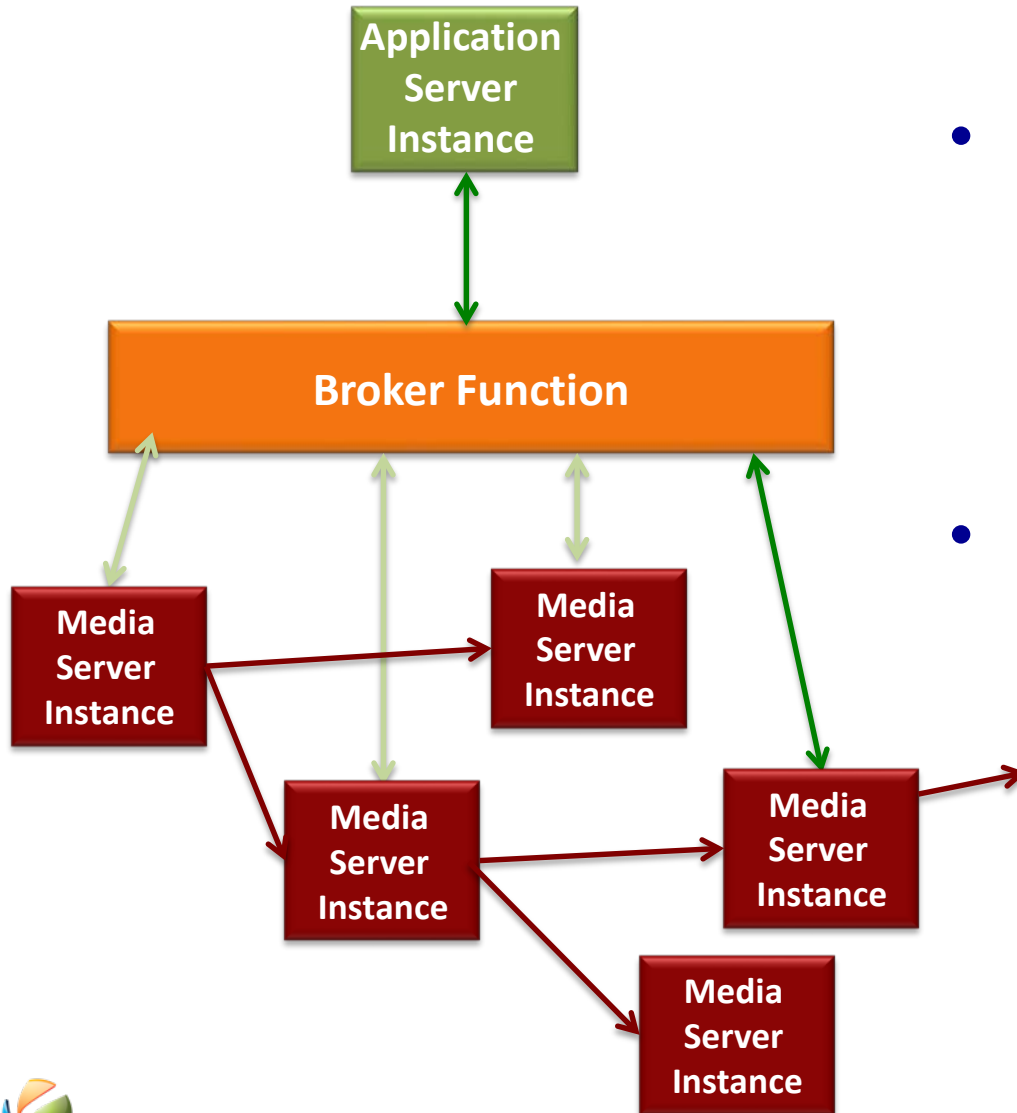 Application
Server
Instance
Broker Function
Media
Server
Instance
Media
Server
Instance
Media
Server
Instance
Media
Server
Instance
Media
Server
Instance